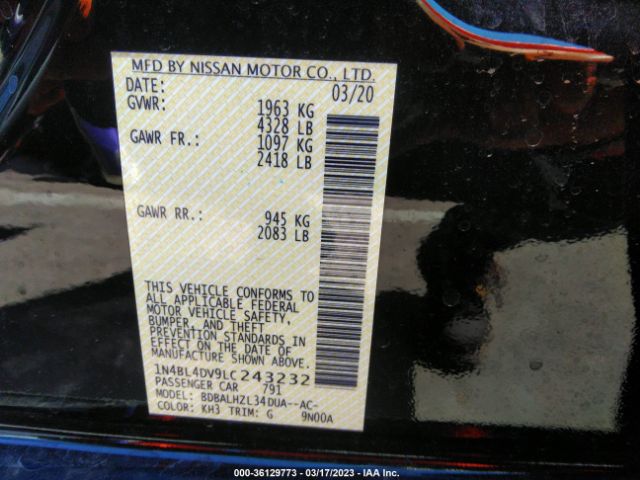 MFD BY NISSAN MOTOR CO., LTD.
DATE: 03/20
GVWR: 1963 KG
4328 LB
GAWR FR.: 1097 KG
2418 LB
GAWR RR.: 945 KG
2083 LB
THIS VEHICLE CONFORMS TO
ALL APPLICABLE FEDERAL
MOTOR VEHICLE SAFETY,
BUMPER, AND THEFT
PREVENTION STANDARDS IN
EFFECT ON THE DATE OF
MANUFACTURE SHOWN ABOVE.
1N4BL4DV9LC243232
PASSENGER CAR 791
MODEL: BDBALHZL34DUA--AC-
COLOR: KH3 TRIM: G 9N00A
000-36129773 - 03/17/2023 - IAA Inc.